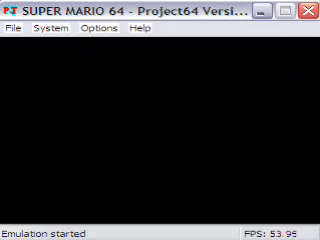 SUPER MARIO 64 - Project64 Versi...
File System Options Help
Emulation started FPS: 53.95